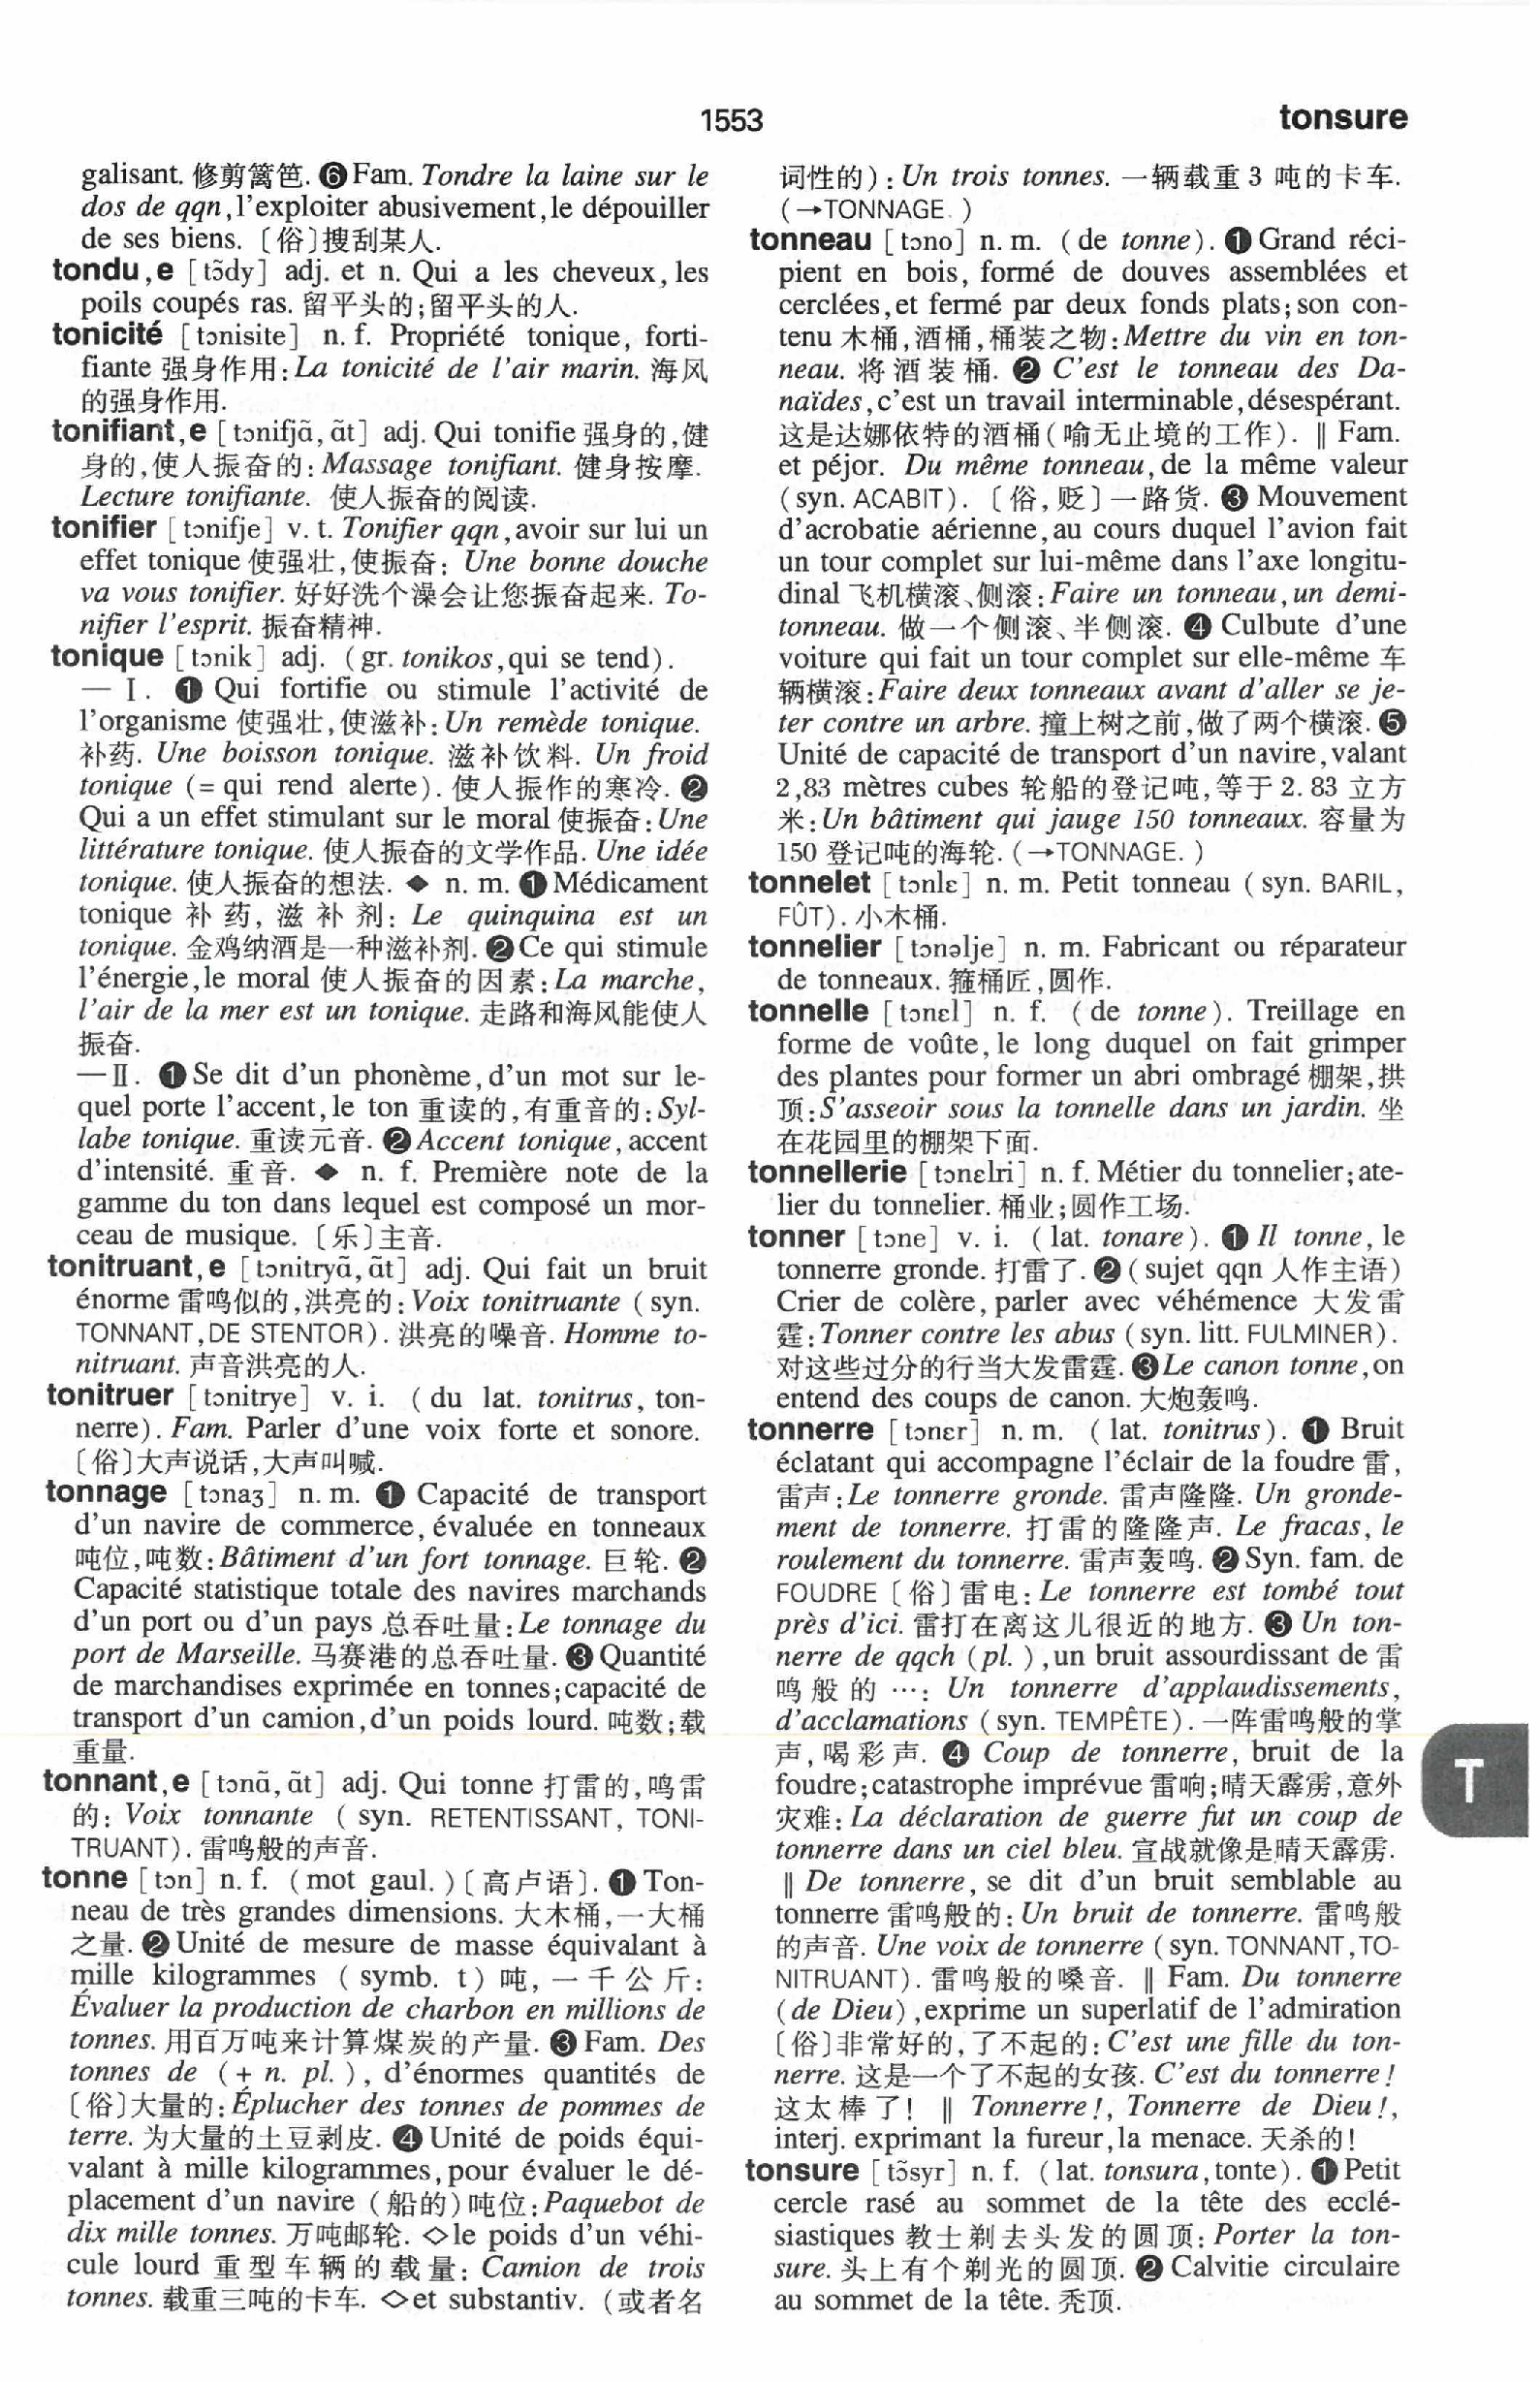 1553
tonsure
galisant. 修剪篱笆. ❻ Fam. Tondre la laine sur le
dos de qqn, l'exploiter abusivement, le dépouiller
de ses biens. 〔俗〕搜刮某人.
tondu, e [tɔ̃dy] adj. et n. Qui a les cheveux, les
poils coupés ras. 留平头的;留平头的人.
tonicité [tɔnisite] n. f. Propriété tonique, forti-
fiante 强身作用: La tonicité de l'air marin. 海风
的强身作用.
tonifiant, e [tɔnifjɑ̃, ɑ̃t] adj. Qui tonifie 强身的,健
身的,使人振奋的: Massage tonifiant. 健身按摩.
Lecture tonifiante. 使人振奋的阅读.
tonifier [tɔnifje] v. t. Tonifier qqn, avoir sur lui un
effet tonique 使强壮,使振奋: Une bonne douche
va vous tonifier. 好好洗个澡会让您振奋起来. To-
nifier l'esprit. 振奋精神.
tonique [tɔnik] adj. (gr. tonikos, qui se tend).
— Ⅰ. ❶ Qui fortifie ou stimule l'activité de
l'organisme 使强壮,使滋补: Un remède tonique.
补药. Une boisson tonique. 滋补饮料. Un froid
tonique (= qui rend alerte). 使人振作的寒冷. ❷
Qui a un effet stimulant sur le moral 使振奋: Une
littérature tonique. 使人振奋的文学作品. Une idée
tonique. 使人振奋的想法. ◆ n. m. ❶ Médicament
tonique 补药, 滋补剂: Le quinquina est un
tonique. 金鸡纳酒是一种滋补剂. ❷ Ce qui stimule
l'énergie, le moral 使人振奋的因素: La marche,
l'air de la mer est un tonique. 走路和海风能使人
振奋.
— Ⅱ. ❶ Se dit d'un phonème, d'un mot sur le-
quel porte l'accent, le ton 重读的,有重音的: Syl-
labe tonique. 重读元音. ❷ Accent tonique, accent
d'intensité. 重音. ◆ n. f. Première note de la
gamme du ton dans lequel est composé un mor-
ceau de musique. 〔乐〕主音.
tonitruant, e [tɔnitryɑ̃, ɑ̃t] adj. Qui fait un bruit
énorme 雷鸣似的,洪亮的: Voix tonitruante (syn.
TONNANT, DE STENTOR). 洪亮的嗓音. Homme to-
nitruant. 声音洪亮的人.
tonitruer [tɔnitrye] v. i. (du lat. tonitrus, ton-
nerre). Fam. Parler d'une voix forte et sonore.
〔俗〕大声说话,大声叫喊.
tonnage [tɔnaʒ] n. m. ❶ Capacité de transport
d'un navire de commerce, évaluée en tonneaux
吨位,吨数: Bâtiment d'un fort tonnage. 巨轮. ❷
Capacité statistique totale des navires marchands
d'un port ou d'un pays 总吞吐量: Le tonnage du
port de Marseille. 马赛港的总吞吐量. ❸ Quantité
de marchandises exprimée en tonnes; capacité de
transport d'un camion, d'un poids lourd. 吨数;载
重量.
tonnant, e [tɔnɑ̃, ɑ̃t] adj. Qui tonne 打雷的,鸣雷
的: Voix tonnante (syn. RETENTISSANT, TONI-
TRUANT). 雷鸣般的声音.
tonne [tɔn] n. f. (mot gaul.)〔高卢语〕. ❶ Ton-
neau de très grandes dimensions. 大木桶,一大桶
之量. ❷ Unité de mesure de masse équivalant à
mille kilogrammes (symb. t) 吨, 一千公斤:
Évaluer la production de charbon en millions de
tonnes. 用百万吨来计算煤炭的产量. ❸ Fam. Des
tonnes de (+ n. pl.), d'énormes quantités de
〔俗〕大量的: Éplucher des tonnes de pommes de
terre. 为大量的土豆剥皮. ❹ Unité de poids équi-
valant à mille kilogrammes, pour évaluer le dé-
placement d'un navire (船的)吨位: Paquebot de
dix mille tonnes. 万吨邮轮. ◇ le poids d'un véhi-
cule lourd 重型车辆的载量: Camion de trois
tonnes. 载重三吨的卡车. ◇ et substantiv. (或者名
词性的): Un trois tonnes. 一辆载重 3 吨的卡车.
(→TONNAGE.)
tonneau [tɔno] n. m. (de tonne). ❶ Grand réci-
pient en bois, formé de douves assemblées et
cerclées, et fermé par deux fonds plats; son con-
tenu 木桶,酒桶,桶装之物: Mettre du vin en ton-
neau. 将酒装桶. ❷ C'est le tonneau des Da-
naïdes, c'est un travail interminable, désespérant.
这是达娜依特的酒桶(喻无止境的工作). ‖ Fam.
et péjor. Du même tonneau, de la même valeur
(syn. ACABIT). 〔俗,贬〕一路货. ❸ Mouvement
d'acrobatie aérienne, au cours duquel l'avion fait
un tour complet sur lui-même dans l'axe longitu-
dinal 飞机横滚、侧滚: Faire un tonneau, un demi-
tonneau. 做一个侧滚、半侧滚. ❹ Culbute d'une
voiture qui fait un tour complet sur elle-même 车
辆横滚: Faire deux tonneaux avant d'aller se je-
ter contre un arbre. 撞上树之前,做了两个横滚. ❺
Unité de capacité de transport d'un navire, valant
2,83 mètres cubes 轮船的登记吨,等于 2.83 立方
米: Un bâtiment qui jauge 150 tonneaux. 容量为
150 登记吨的海轮. (→TONNAGE.)
tonnelet [tɔnlɛ] n. m. Petit tonneau (syn. BARIL,
FÛT). 小木桶.
tonnelier [tɔnəlje] n. m. Fabricant ou réparateur
de tonneaux. 箍桶匠,圆作.
tonnelle [tɔnɛl] n. f. (de tonne). Treillage en
forme de voûte, le long duquel on fait grimper
des plantes pour former un abri ombragé 棚架,拱
顶: S'asseoir sous la tonnelle dans un jardin. 坐
在花园里的棚架下面.
tonnellerie [tɔnɛlri] n. f. Métier du tonnelier; ate-
lier du tonnelier. 桶业;圆作工场.
tonner [tɔne] v. i. (lat. tonare). ❶ Il tonne, le
tonnerre gronde. 打雷了. ❷ (sujet qqn 人作主语)
Crier de colère, parler avec véhémence 大发雷
霆: Tonner contre les abus (syn. litt. FULMINER).
对这些过分的行当大发雷霆. ❸ Le canon tonne, on
entend des coups de canon. 大炮轰鸣.
tonnerre [tɔnɛr] n. m. (lat. tonitrus). ❶ Bruit
éclatant qui accompagne l'éclair de la foudre 雷,
雷声: Le tonnerre gronde. 雷声隆隆. Un gronde-
ment de tonnerre. 打雷的隆隆声. Le fracas, le
roulement du tonnerre. 雷声轰鸣. ❷ Syn. fam. de
FOUDRE〔俗〕雷电: Le tonnerre est tombé tout
près d'ici. 雷打在离这儿很近的地方. ❸ Un ton-
nerre de qqch (pl.), un bruit assourdissant de 雷
鸣般的 …: Un tonnerre d'applaudissements,
d'acclamations (syn. TEMPÊTE). 一阵雷鸣般的掌
声,喝彩声. ❹ Coup de tonnerre, bruit de la
foudre; catastrophe imprévue 雷响;晴天霹雳,意外
灾难: La déclaration de guerre fut un coup de
tonnerre dans un ciel bleu. 宣战就像是晴天霹雳.
‖ De tonnerre, se dit d'un bruit semblable au
tonnerre 雷鸣般的: Un bruit de tonnerre. 雷鸣般
的声音. Une voix de tonnerre (syn. TONNANT, TO-
NITRUANT). 雷鸣般的嗓音. ‖ Fam. Du tonnerre
(de Dieu), exprime un superlatif de l'admiration
〔俗〕非常好的,了不起的: C'est une fille du ton-
nerre. 这是一个了不起的女孩. C'est du tonnerre!
这太棒了! ‖ Tonnerre!, Tonnerre de Dieu!,
interj. exprimant la fureur, la menace. 天杀的!
tonsure [tɔ̃syr] n. f. (lat. tonsura, tonte). ❶ Petit
cercle rasé au sommet de la tête des ecclé-
siastiques 教士剃去头发的圆顶: Porter la ton-
sure. 头上有个剃光的圆顶. ❷ Calvitie circulaire
au sommet de la tête. 秃顶.
T